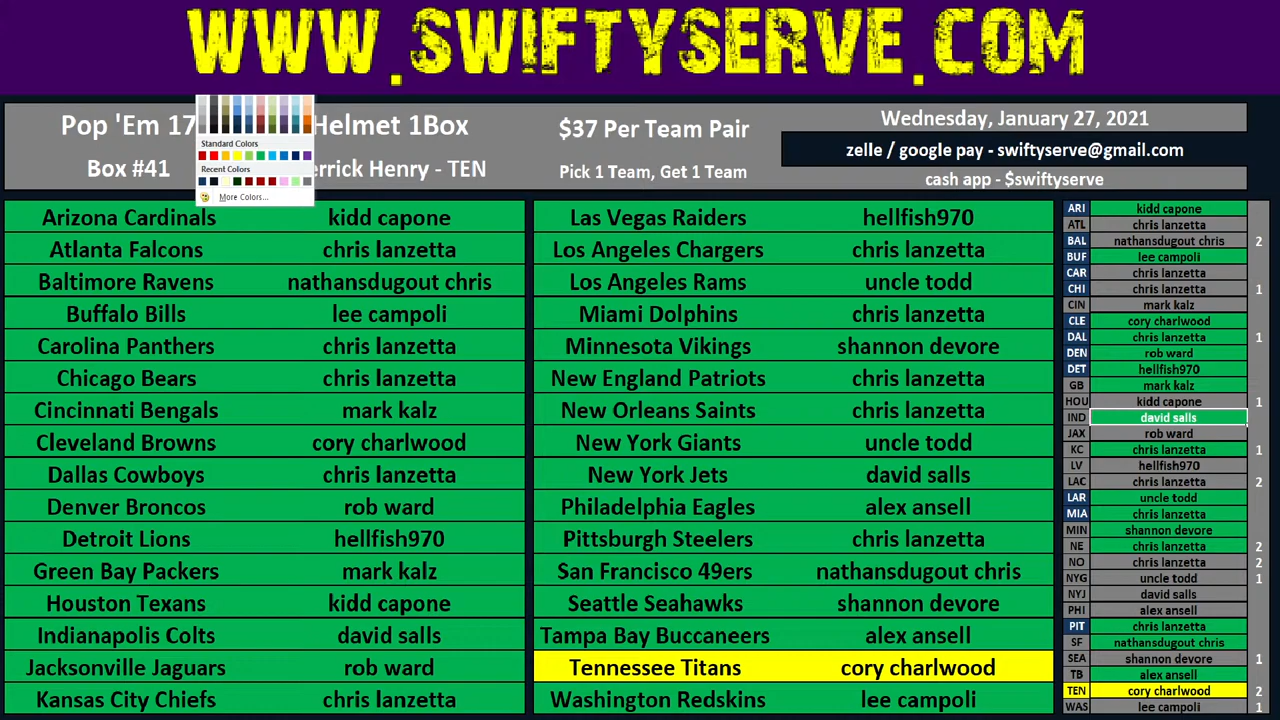 WWW.SWIFTYSERVE.COM
Pop 'Em 17 Helmet 1Box
Box #41 errick Henry - TEN
$37 Per Team Pair
Pick 1 Team, Get 1 Team
Wednesday, January 27, 2021
zelle / google pay - swiftyserve@gmail.com
cash app - $swiftyserve
Standard Colors
Recent Colors
More Colors...
Arizona Cardinals kidd capone
Atlanta Falcons chris lanzetta
Baltimore Ravens nathansdugout chris
Buffalo Bills lee campoli
Carolina Panthers chris lanzetta
Chicago Bears chris lanzetta
Cincinnati Bengals mark kalz
Cleveland Browns cory charlwood
Dallas Cowboys chris lanzetta
Denver Broncos rob ward
Detroit Lions hellfish970
Green Bay Packers mark kalz
Houston Texans kidd capone
Indianapolis Colts david salls
Jacksonville Jaguars rob ward
Kansas City Chiefs chris lanzetta
Las Vegas Raiders hellfish970
Los Angeles Chargers chris lanzetta
Los Angeles Rams uncle todd
Miami Dolphins chris lanzetta
Minnesota Vikings shannon devore
New England Patriots chris lanzetta
New Orleans Saints chris lanzetta
New York Giants uncle todd
New York Jets david salls
Philadelphia Eagles alex ansell
Pittsburgh Steelers chris lanzetta
San Francisco 49ers nathansdugout chris
Seattle Seahawks shannon devore
Tampa Bay Buccaneers alex ansell
Tennessee Titans cory charlwood
Washington Redskins lee campoli
ARI kidd capone
ATL chris lanzetta
BAL nathansdugout chris 2
BUF lee campoli
CAR chris lanzetta
CHI chris lanzetta 1
CIN mark kalz
CLE cory charlwood
DAL chris lanzetta 1
DEN rob ward
DET hellfish970
GB mark kalz
HOU kidd capone 1
IND david salls
JAX rob ward
KC chris lanzetta 1
LV hellfish970
LAC chris lanzetta 2
LAR uncle todd
MIA chris lanzetta
MIN shannon devore
NE chris lanzetta 2
NO chris lanzetta 2
NYG uncle todd 1
NYJ david salls
PHI alex ansell
PIT chris lanzetta
SF nathansdugout chris
SEA shannon devore 1
TB alex ansell
TEN cory charlwood 2
WAS lee campoli 1